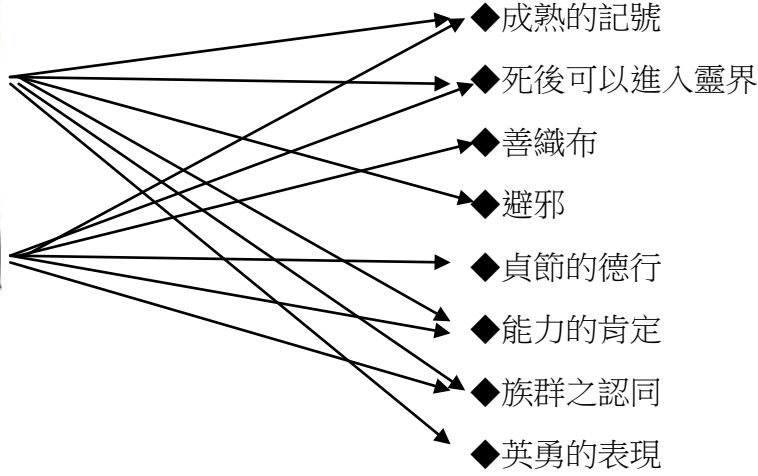 ◆成熟的記號
◆死後可以進入靈界
◆善織布
◆避邪
◆貞節的德行
◆能力的肯定
◆族群之認同
◆英勇的表現